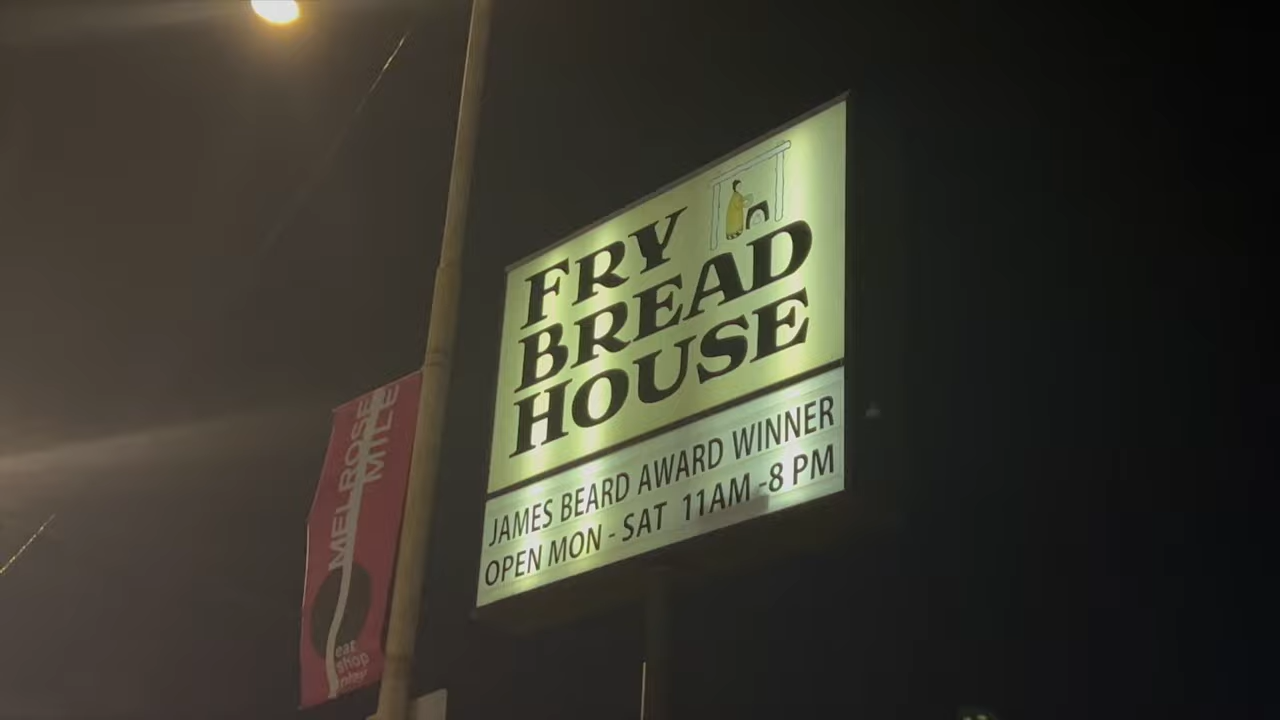 FRY
BREAD
HOUSE
JAMES BEARD AWARD WINNER
OPEN MON - SAT 11AM -8 PM
MELROSE
MILE
eat
shop
play